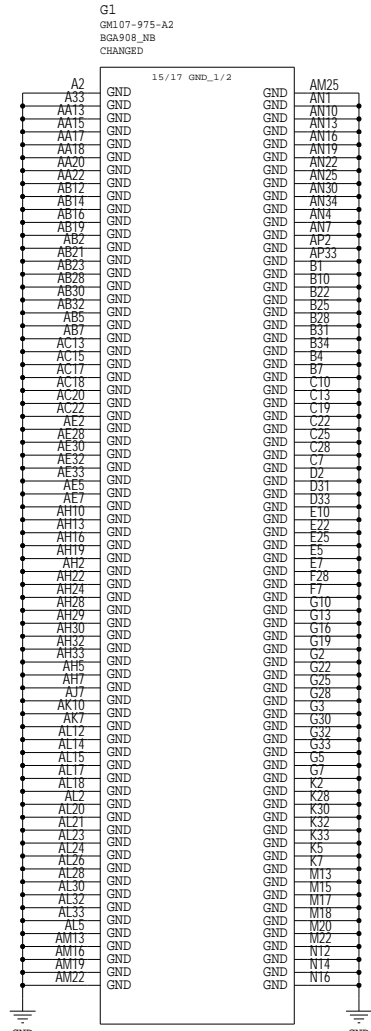 G1
GM107-975-A2
BGA908_NB
CHANGED
15/17 GND_1/2
A2 GND GND AM25
A33 GND GND AN1
AA13 GND GND AN10
AA15 GND GND AN13
AA17 GND GND AN16
AA18 GND GND AN19
AA20 GND GND AN22
AA22 GND GND AN25
AB12 GND GND AN30
AB14 GND GND AN34
AB16 GND GND AN4
AB19 GND GND AN7
AB2 GND GND AP2
AB21 GND GND AP33
AB23 GND GND B1
AB28 GND GND B10
AB30 GND GND B22
AB32 GND GND B25
AB5 GND GND B28
AB7 GND GND B31
AC13 GND GND B34
AC15 GND GND B4
AC17 GND GND B7
AC18 GND GND C10
AC20 GND GND C13
AC22 GND GND C19
AE2 GND GND C22
AE28 GND GND C25
AE30 GND GND C28
AE32 GND GND C7
AE33 GND GND D2
AE5 GND GND D31
AE7 GND GND D33
AH10 GND GND E10
AH13 GND GND E22
AH16 GND GND E25
AH19 GND GND E5
AH2 GND GND E7
AH22 GND GND F28
AH24 GND GND F7
AH28 GND GND G10
AH29 GND GND G13
AH30 GND GND G16
AH32 GND GND G19
AH33 GND GND G2
AH5 GND GND G22
AH7 GND GND G25
AJ7 GND GND G28
AK10 GND GND G3
AK7 GND GND G30
AL12 GND GND G32
AL14 GND GND G33
AL15 GND GND G5
AL17 GND GND G7
AL18 GND GND K2
AL2 GND GND K28
AL20 GND GND K30
AL21 GND GND K32
AL23 GND GND K33
AL24 GND GND K5
AL26 GND GND K7
AL28 GND GND M13
AL30 GND GND M15
AL32 GND GND M17
AL33 GND GND M18
AL5 GND GND M20
AM13 GND GND M22
AM16 GND GND N12
AM19 GND GND N14
AM22 GND GND N16
GND GND